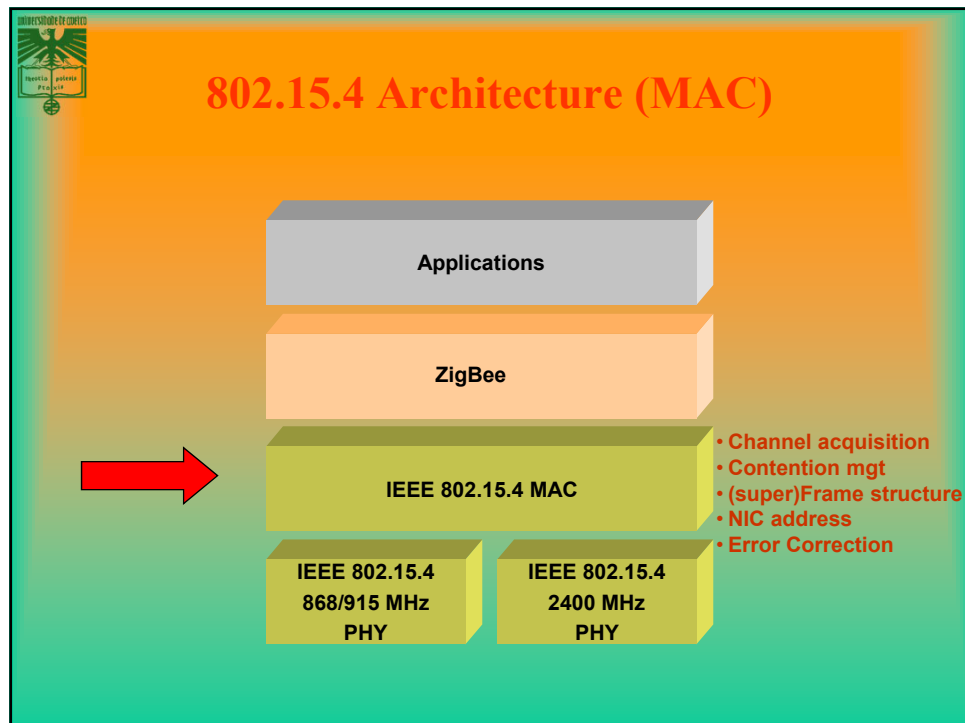 802.15.4 Architecture (MAC)
Applications
ZigBee
IEEE 802.15.4 MAC
• Channel acquisition
• Contention mgt
• (super)Frame structure
• NIC address
• Error Correction
IEEE 802.15.4
868/915 MHz
PHY
IEEE 802.15.4
2400 MHz
PHY